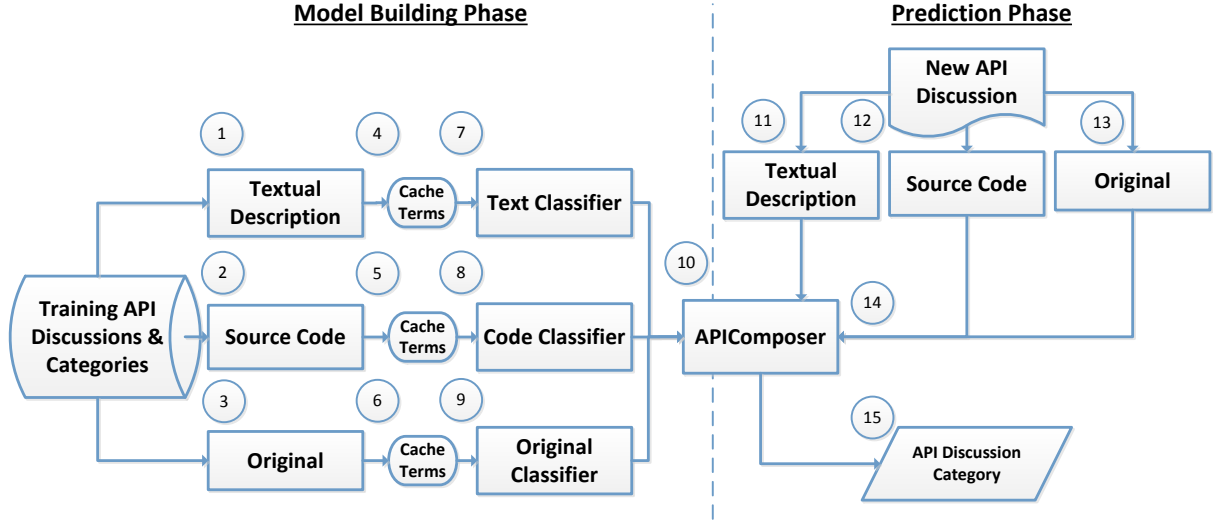 Model Building Phase
Prediction Phase
New API
Discussion
1
4
7
11
12
13
Textual
Description
Cache
Terms
Text Classifier
Textual
Description
Source Code
Original
2
5
8
10
14
Training API
Discussions &
Categories
Source Code
Cache
Terms
Code Classifier
APIComposer
3
6
9
15
Original
Cache
Terms
Original
Classifier
API Discussion
Category